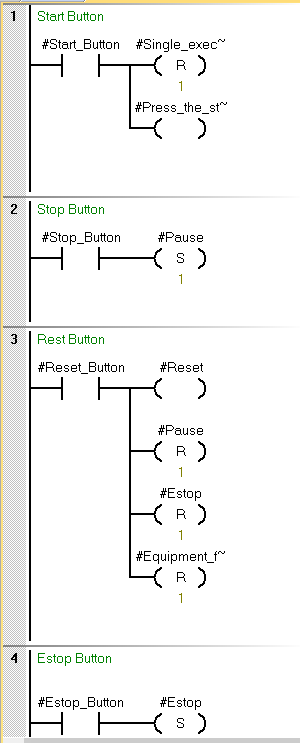 1 Start Button
#Start_Button #Single_exec~
R
1
#Press_the_st~
2 Stop Button
#Stop_Button #Pause
S
1
3 Rest Button
#Reset_Button #Reset
#Pause
R
1
#Estop
R
1
#Equipment_f~
R
1
4 Estop Button
#Estop_Button #Estop
S